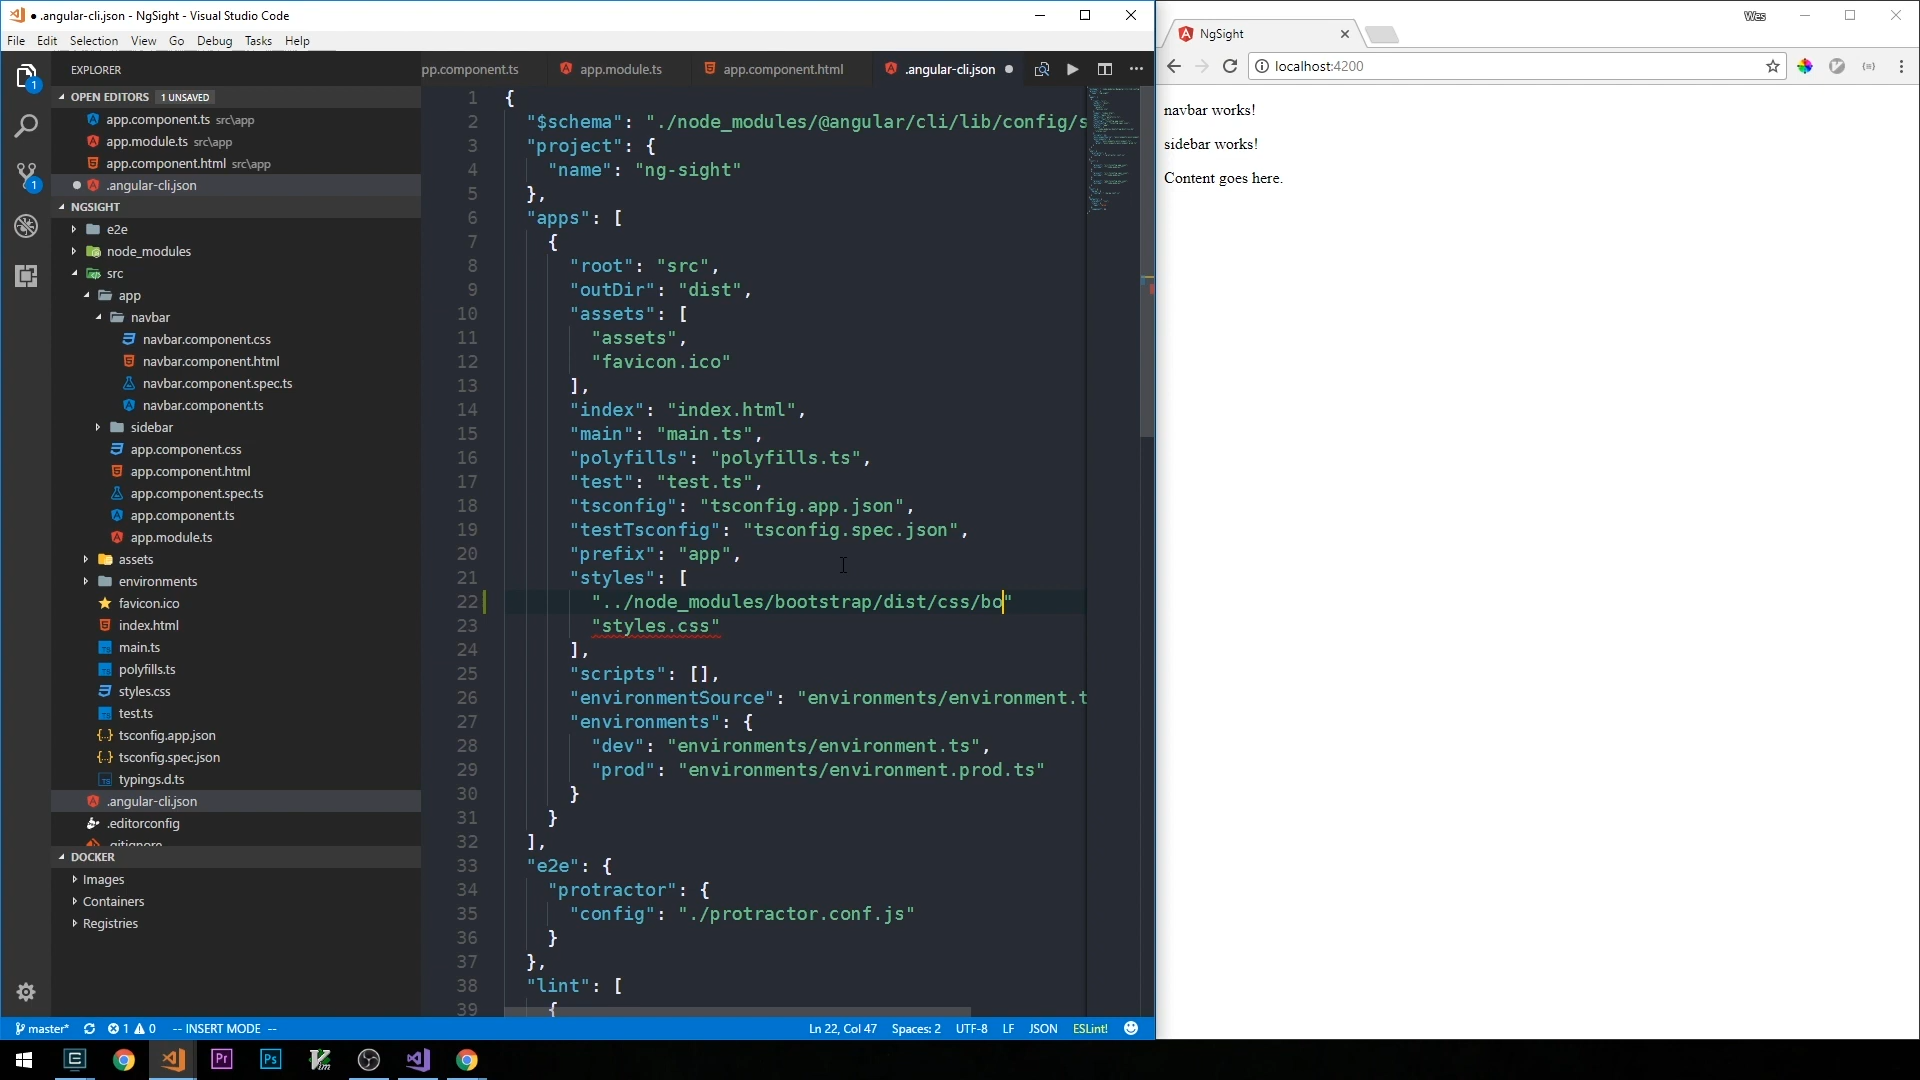 .angular-cli.json - NgSight - Visual Studio Code
File Edit Selection View Go Debug Tasks Help
EXPLORER
OPEN EDITORS 1 UNSAVED
app.component.ts src\app
app.module.ts src\app
app.component.html src\app
.angular-cli.json
NGSIGHT
e2e
node_modules
src
app
navbar
navbar.component.css
navbar.component.html
navbar.component.spec.ts
navbar.component.ts
sidebar
app.component.css
app.component.html
app.component.spec.ts
app.component.ts
app.module.ts
assets
environments
favicon.ico
index.html
main.ts
polyfills.ts
styles.css
test.ts
tsconfig.app.json
tsconfig.spec.json
typings.d.ts
.angular-cli.json
.editorconfig
.gitignore
DOCKER
Images
Containers
Registries
pp.component.ts app.module.ts app.component.html .angular-cli.json
1 {
2 "$schema": "./node_modules/@angular/cli/lib/config/s
3 "project": {
4 "name": "ng-sight"
5 },
6 "apps": [
7 {
8 "root": "src",
9 "outDir": "dist",
10 "assets": [
11 "assets",
12 "favicon.ico"
13 ],
14 "index": "index.html",
15 "main": "main.ts",
16 "polyfills": "polyfills.ts",
17 "test": "test.ts",
18 "tsconfig": "tsconfig.app.json",
19 "testTsconfig": "tsconfig.spec.json",
20 "prefix": "app",
21 "styles": [
22 "../node_modules/bootstrap/dist/css/bo"
23 "styles.css"
24 ],
25 "scripts": [],
26 "environmentSource": "environments/environment.t
27 "environments": {
28 "dev": "environments/environment.ts",
29 "prod": "environments/environment.prod.ts"
30 }
31 }
32 ],
33 "e2e": {
34 "protractor": {
35 "config": "./protractor.conf.js"
36 }
37 },
38 "lint": [
39 {
master* 1 0 -- INSERT MODE -- Ln 22, Col 47 Spaces: 2 UTF-8 LF JSON ESLint!
Wes
NgSight
localhost:4200
navbar works!
sidebar works!
Content goes here.